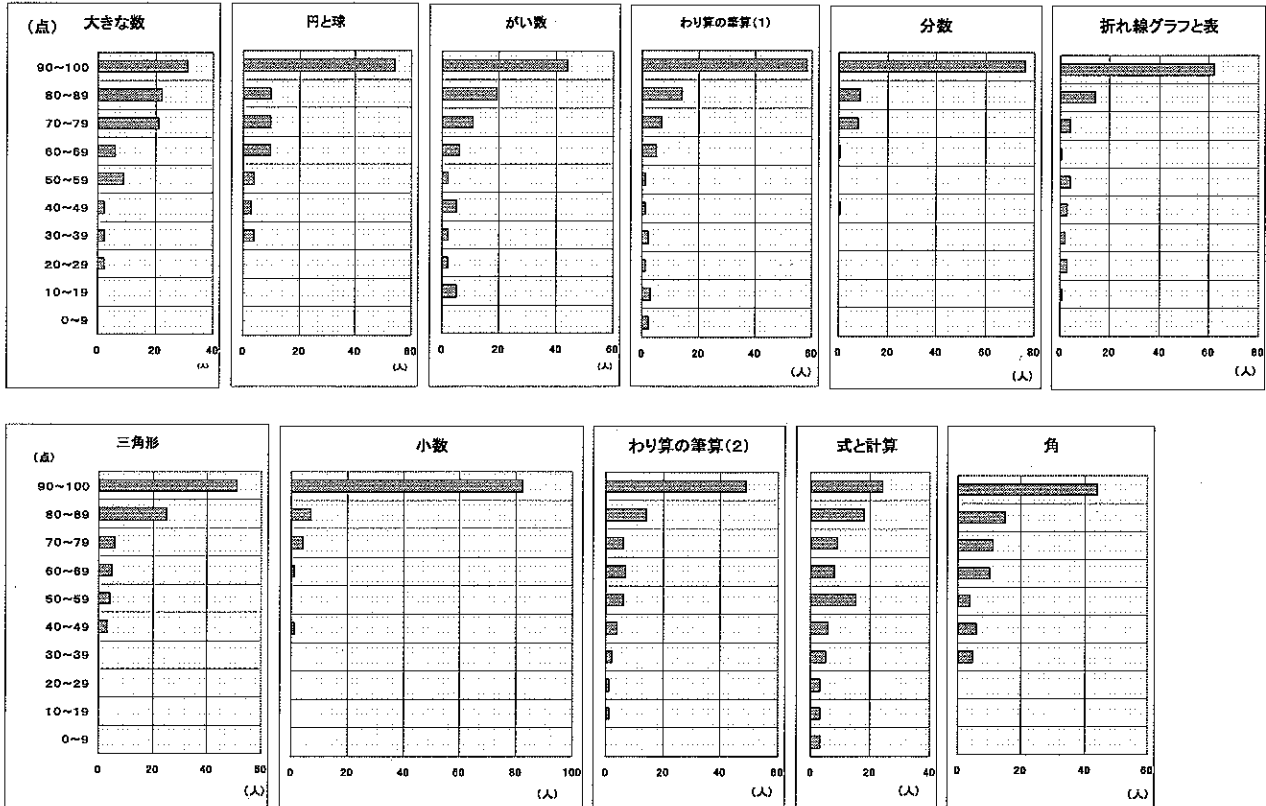 (点) 大きな数
90~100
80~89
70~79
60~69
50~59
40~49
30~39
20~29
10~19
0~9
0 20 40
(人)
円と球
0 20 40 60
(人)
がい数
0 20 40 60
(人)
わり算の筆算(1)
0 20 40 60
(人)
分数
0 20 40 60 80
(人)
折れ線グラフと表
0 20 40 60 80
(人)
三角形
(点)
90~100
80~89
70~79
60~69
50~59
40~49
30~39
20~29
10~19
0~9
0 20 40 60
(人)
小数
0 20 40 60 80 100
(人)
わり算の筆算(2)
0 20 40 60
(人)
式と計算
0 20 40
(人)
角
0 20 40 60
(人)